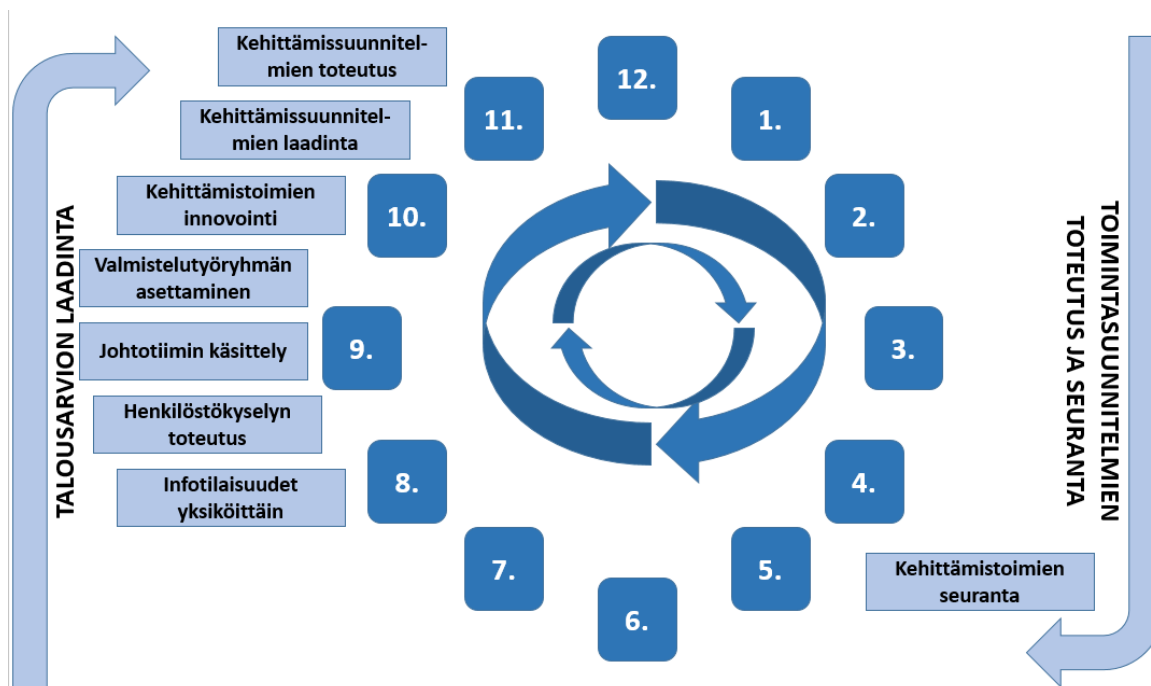 Kehittämissuunnitel-
mien toteutus
Kehittämissuunnitel-
mien laadinta
Kehittämistoimien
innovointi
Valmistelutyöryhmän
asettaminen
Johtotiimin käsittely
Henkilöstökyselyn
toteutus
Infotilaisuudet
yksiköittäin
TALOUSARVION LAADINTA
12.
1.
2.
3.
4.
5.
6.
7.
8.
9.
10.
11.
TOIMINTASUUNNITELMIEN
TOTEUTUS JA SEURANTA
Kehittämistoimien
seuranta